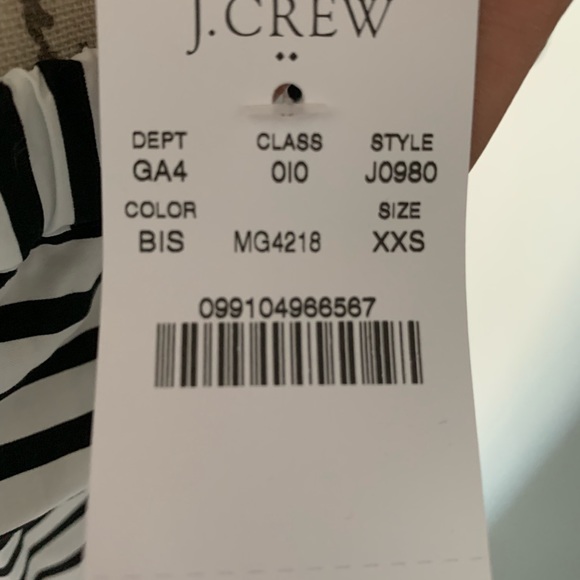 J.CREW
DEPT CLASS STYLE
GA4 010 J0980
COLOR SIZE
BIS MG4218 XXS
099104966567